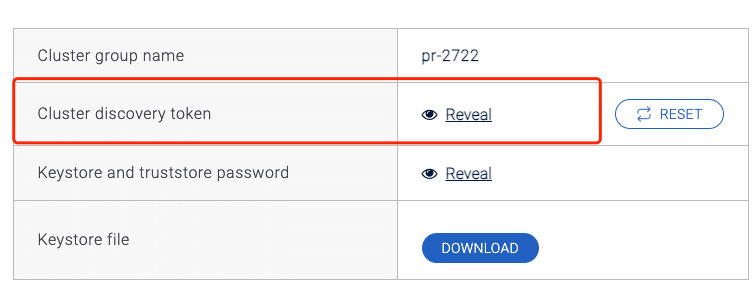 Cluster group name
pr-2722
Cluster discovery token
Reveal
RESET
Keystore and truststore password
Reveal
Keystore file
DOWNLOAD